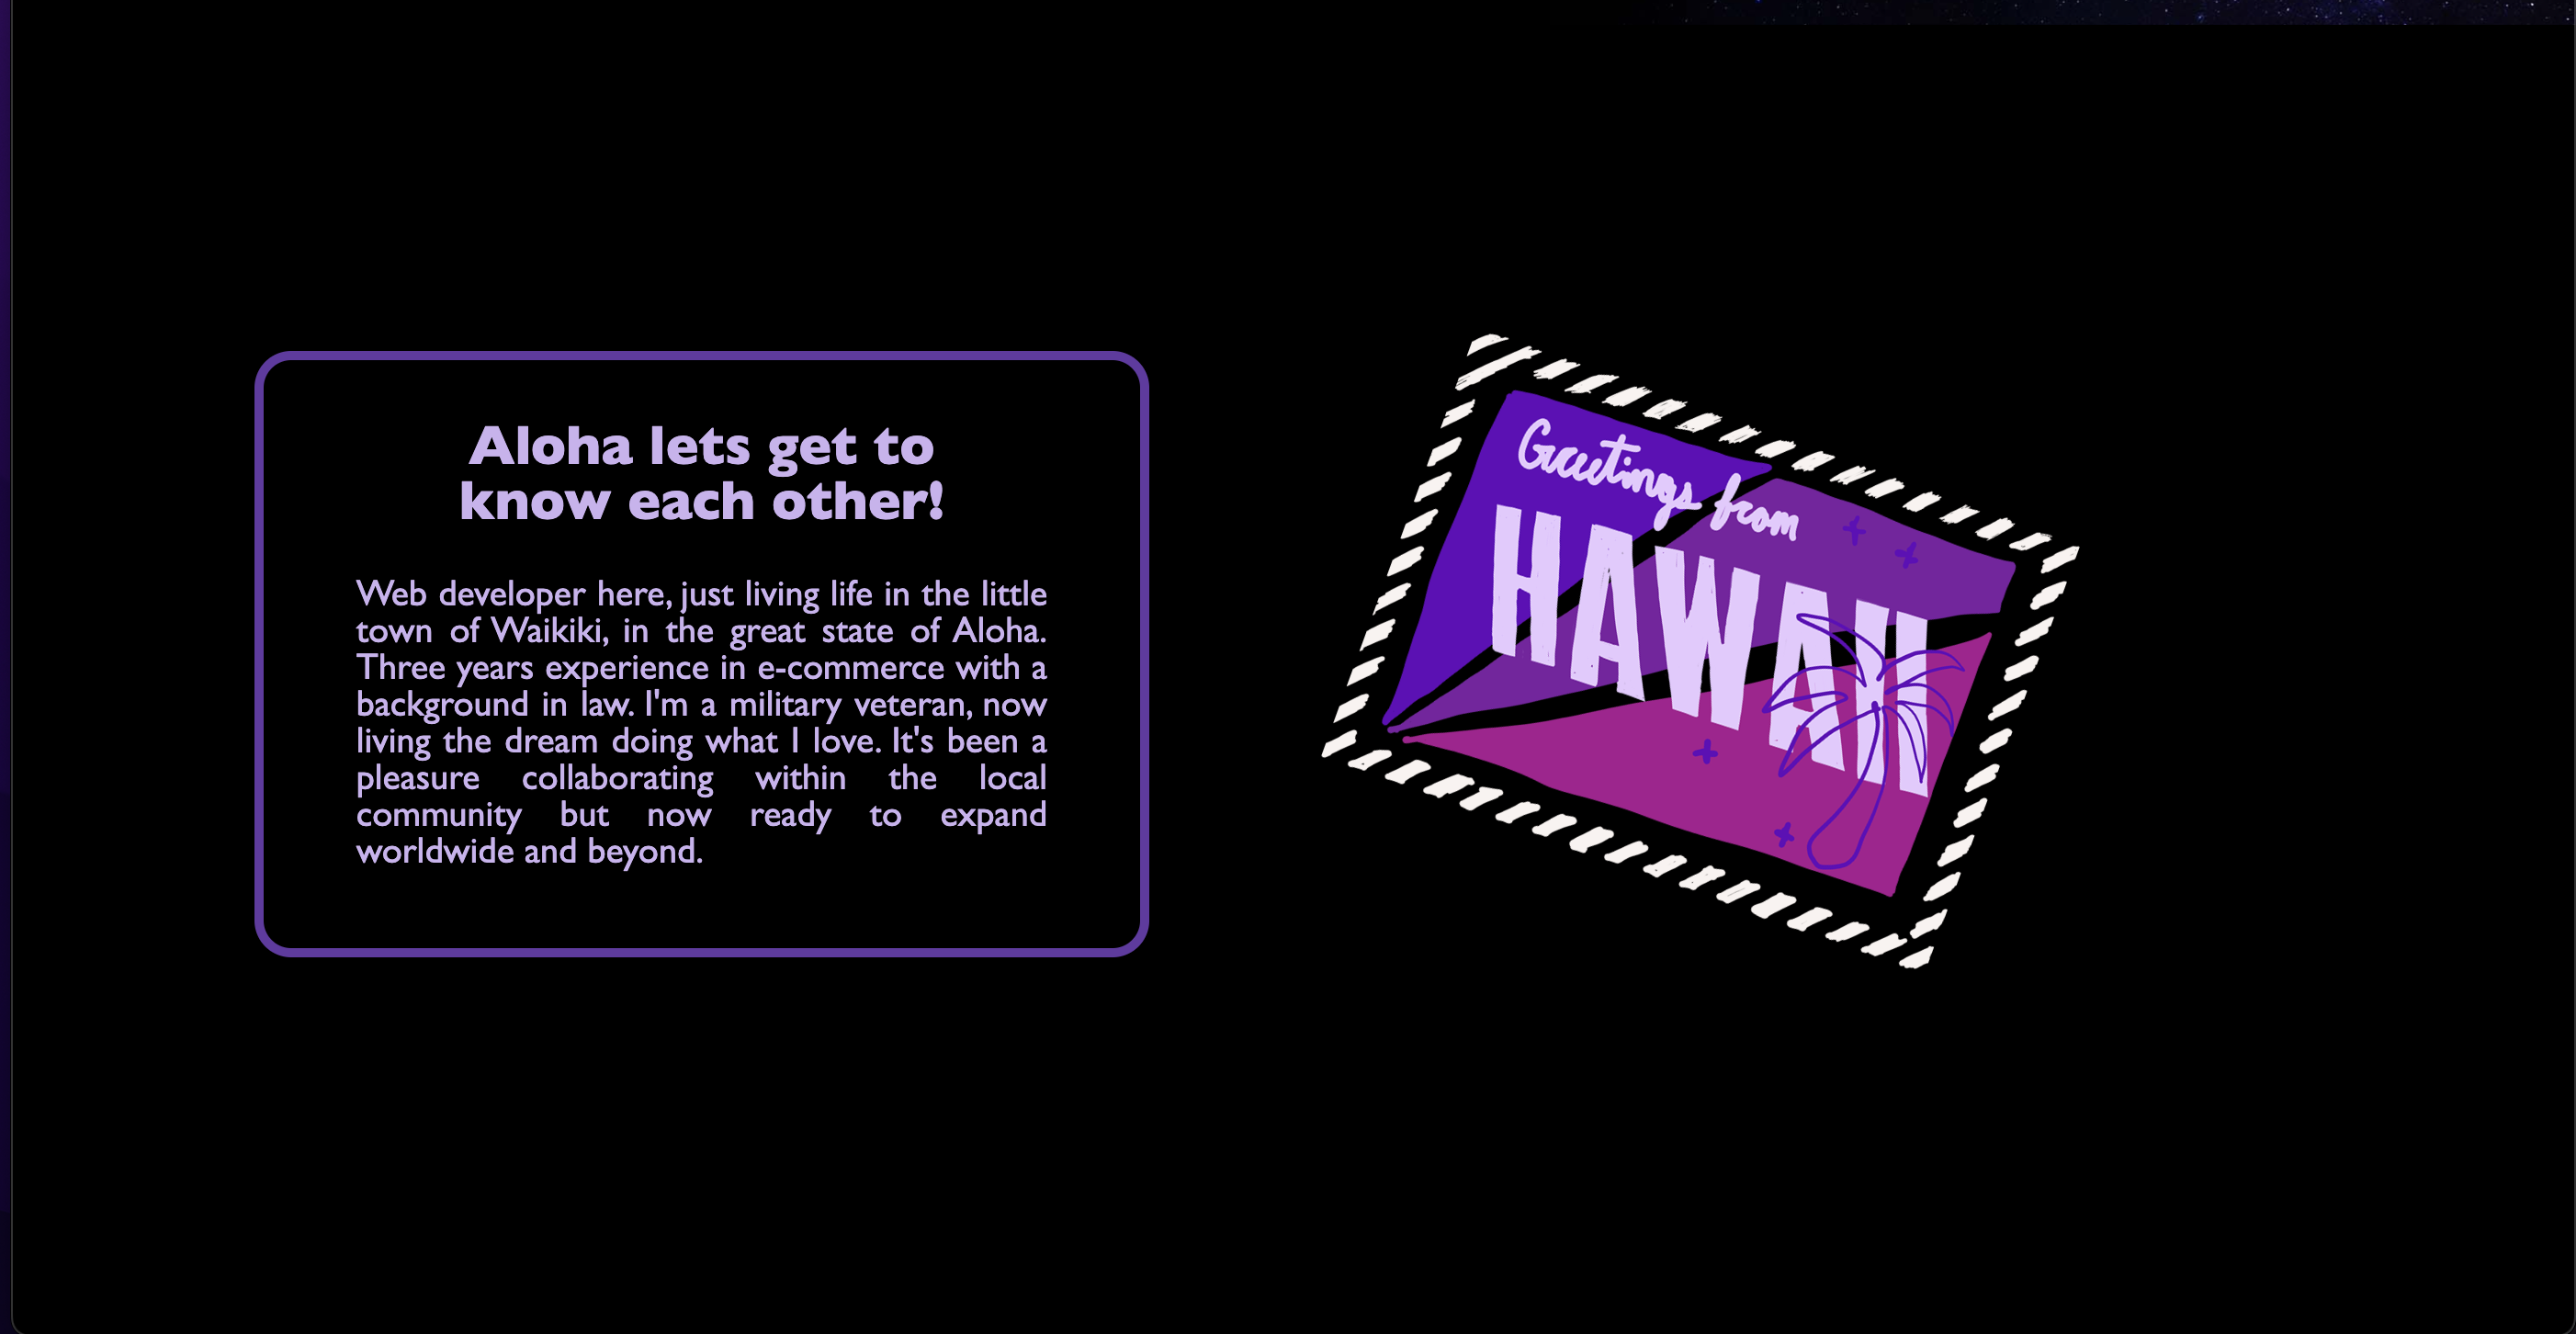 Aloha lets get to
know each other!
Web developer here, just living life in the little
town of Waikiki, in the great state of Aloha.
Three years experience in e-commerce with a
background in law. I'm a military veteran, now
living the dream doing what I love. It's been a
pleasure collaborating within the local
community but now ready to expand
worldwide and beyond.
Greetings from
HAWAII